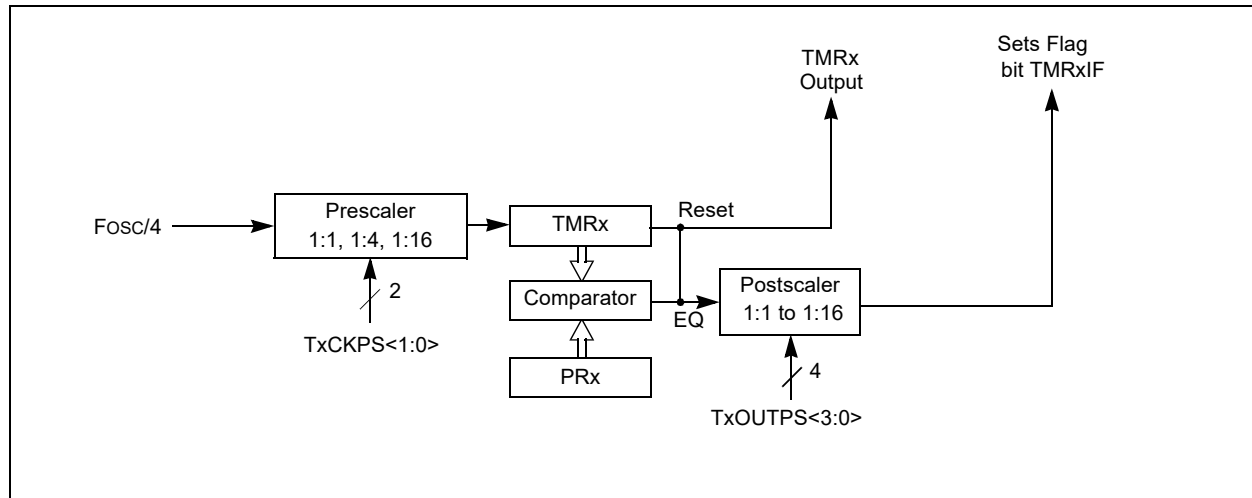 TMRx
Output
Sets Flag
bit TMRxIF
FOSC/4
Prescaler
1:1, 1:4, 1:16
TMRx
Reset
2
Comparator
EQ
Postscaler
1:1 to 1:16
TxCKPS<1:0>
PRx
4
TxOUTPS<3:0>